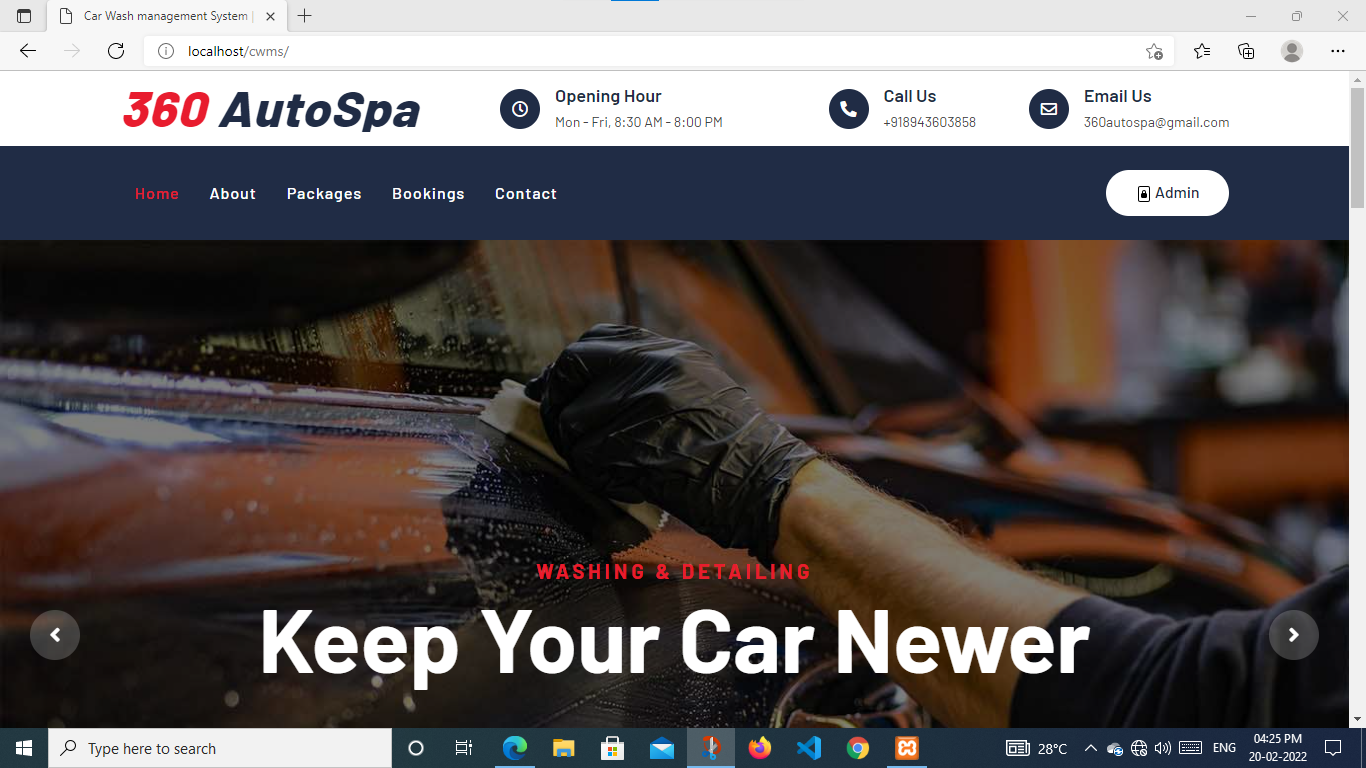 Car Wash management System |
localhost/cwms/
360 AutoSpa
Opening Hour
Mon - Fri, 8:30 AM - 8:00 PM
Call Us
+918943603858
Email Us
360autospa@gmail.com
Home About Packages Bookings Contact
Admin
WASHING & DETAILING
Keep Your Car Newer
Type here to search
28°C
ENG
04:25 PM
20-02-2022